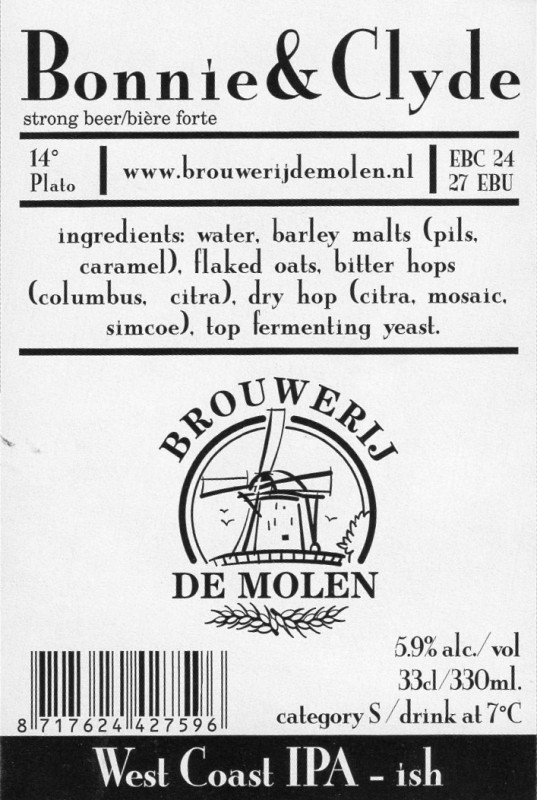 Bonnie & Clyde
strong beer/bière forte
14°
Plato
www.brouwerijdemolen.nl
EBC 24
27 EBU
ingredients: water, barley malts (pils,
caramel), flaked oats, bitter hops
(columbus, citra), dry hop (citra, mosaic,
simcoe), top fermenting yeast.
BROUWERIJ
DE MOLEN
5.9% alc./vol
33cl/330ml.
category S/drink at 7°C
8 717624 427596
West Coast IPA - ish